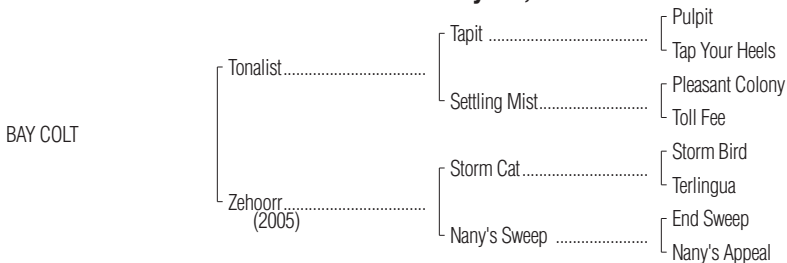 Pulpit
Tapit ........................................
Tap Your Heels
Tonalist...................................
Pleasant Colony
Settling Mist...........................
Toll Fee
BAY COLT
Storm Bird
Storm Cat...............................
Terlingua
Zehoorr...................................
(2005)
End Sweep
Nany's Sweep .......................
Nany's Appeal